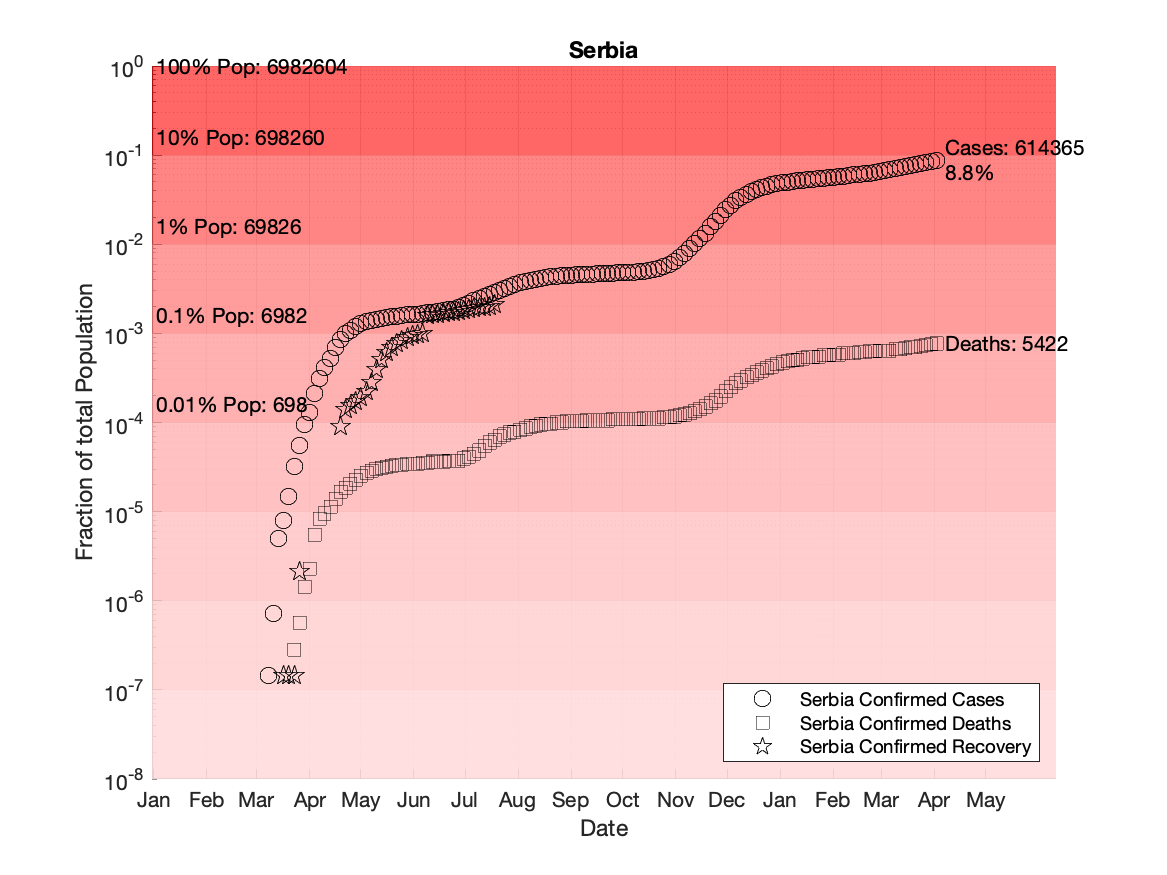 Serbia
10^0
100% Pop: 6982604
10% Pop: 698260
10^-1
Cases: 614365
8.8%
1% Pop: 69826
10^-2
0.1% Pop: 6982
10^-3
Deaths: 5422
0.01% Pop: 698
10^-4
10^-5
10^-6
10^-7
10^-8
Fraction of total Population
Serbia Confirmed Cases
Serbia Confirmed Deaths
Serbia Confirmed Recovery
Jan Feb Mar Apr May Jun Jul Aug Sep Oct Nov Dec Jan Feb Mar Apr May
Date